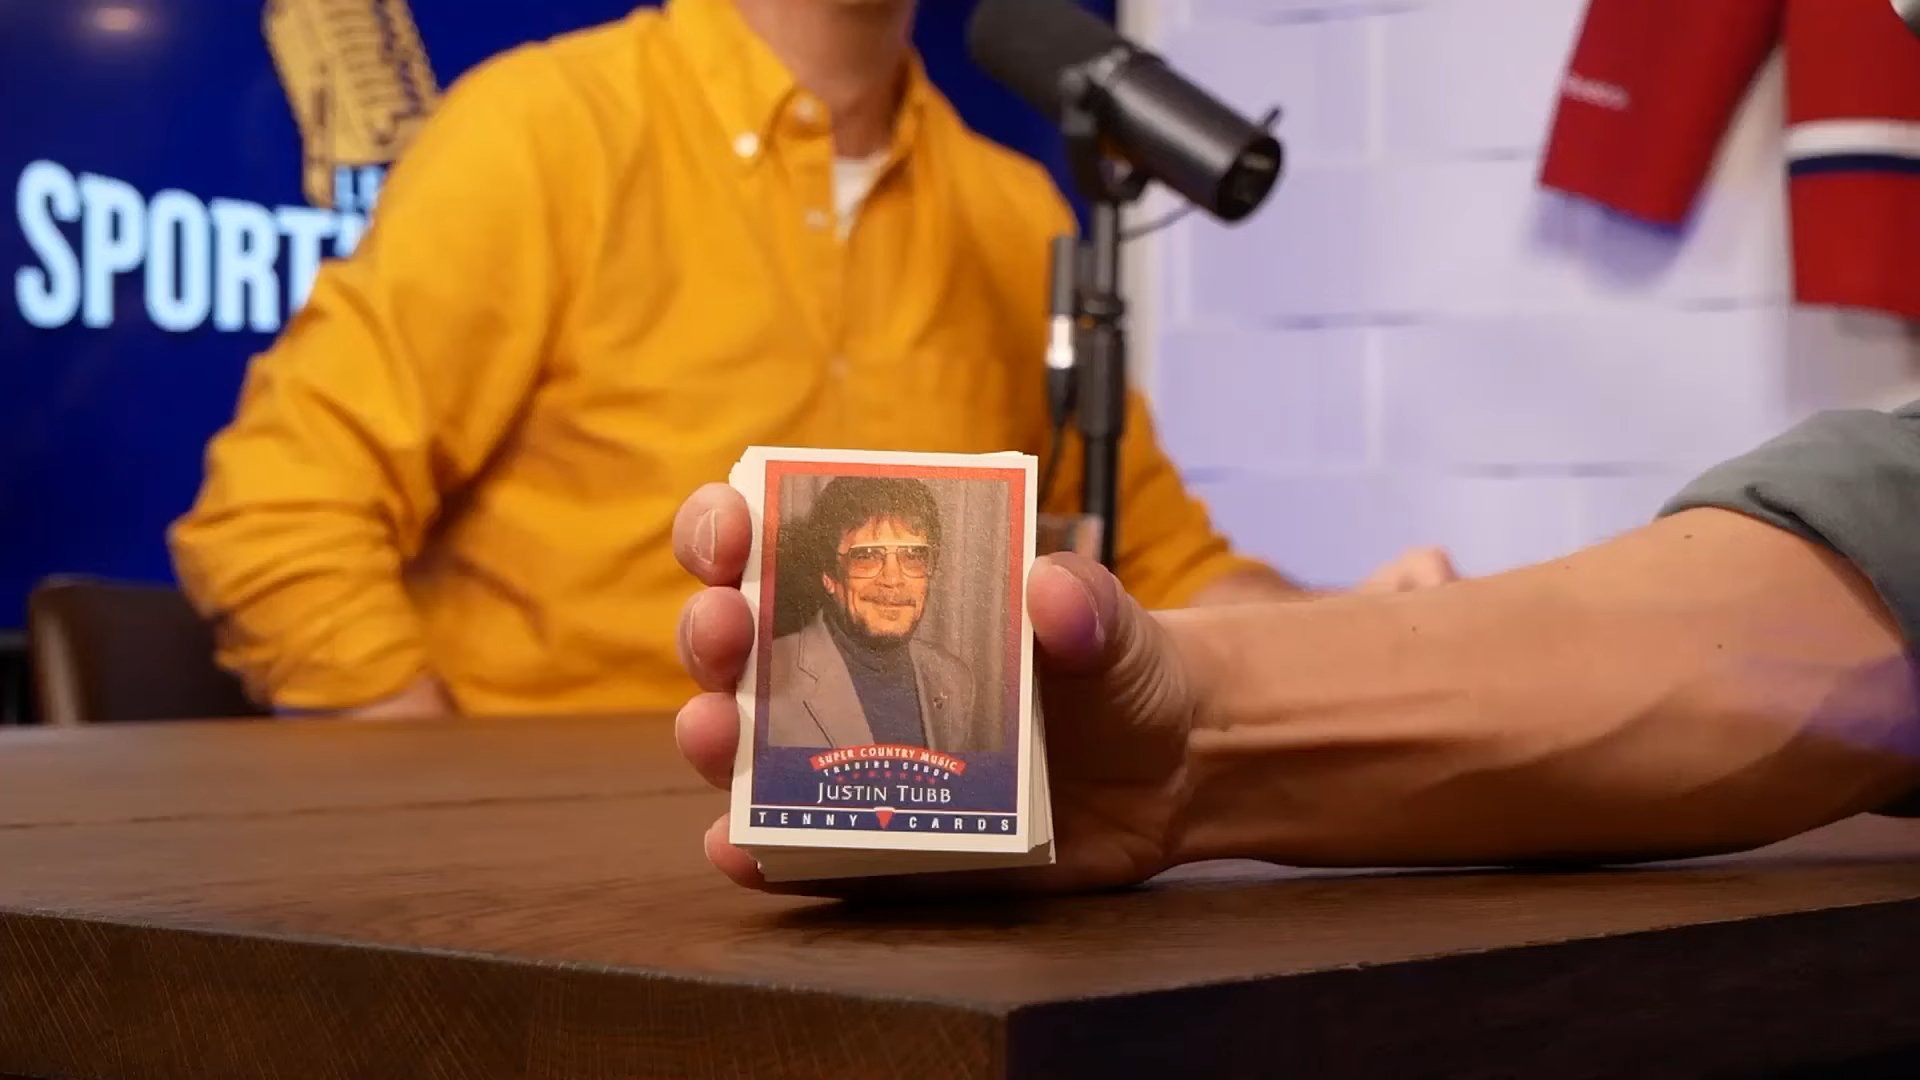 SPORT
SUPER COUNTRY MUSIC
TRADING CARDS
JUSTIN TUBB
TENNY CARDS